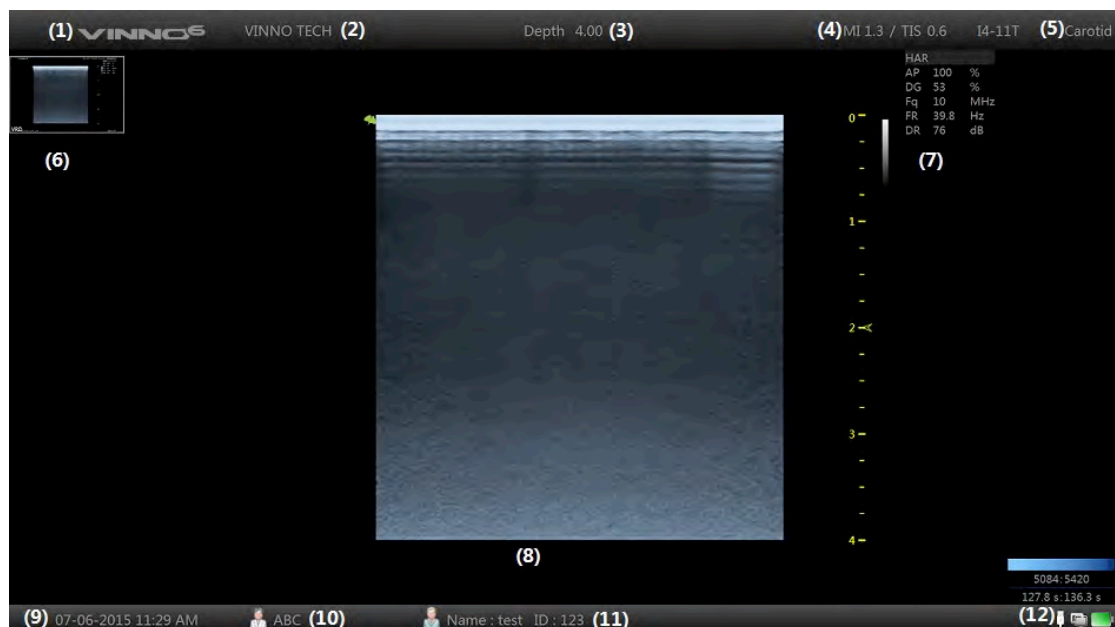 (1) VINNO 6 VINNO TECH (2) Depth 4.00 (3) (4) MI 1.3 / TIS 0.6 I4-11T (5) Carotid
HAR
AP 100 %
DG 53 %
Fq 10 MHz
FR 39.8 Hz
DR 76 dB
(6)
(7)
0
1
2
3
4
(8)
5084:5420
127.8 s:136.3 s
(9) 07-06-2015 11:29 AM ABC (10) Name : test ID : 123 (11) (12)